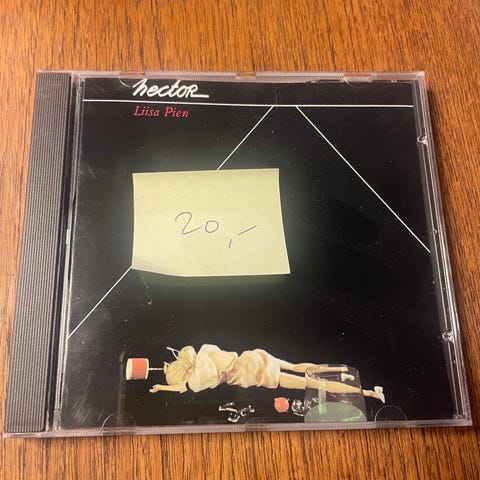 hector
Liisa Pien
20,-